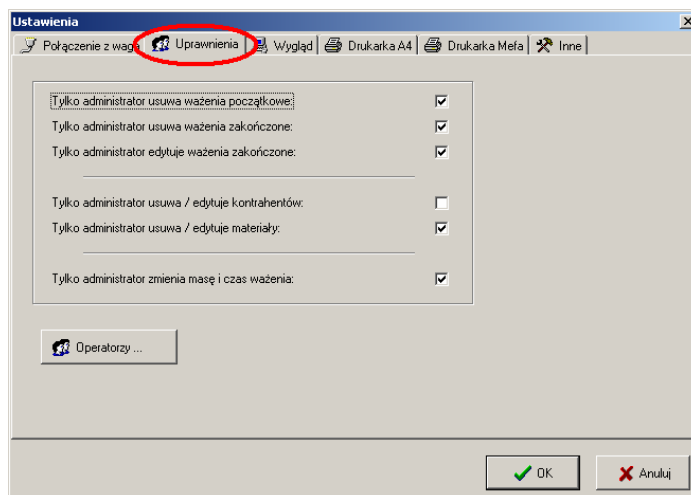 Ustawienia
Połączenie z wagą Uprawnienia Wygląd Drukarka A4 Drukarka Mefa Inne
Tylko administrator usuwa ważenia początkowe:
Tylko administrator usuwa ważenia zakończone:
Tylko administrator edytuje ważenia zakończone:
Tylko administrator usuwa / edytuje kontrahentów:
Tylko administrator usuwa / edytuje materiały:
Tylko administrator zmienia masę i czas ważenia:
Operatorzy ...
OK Anuluj